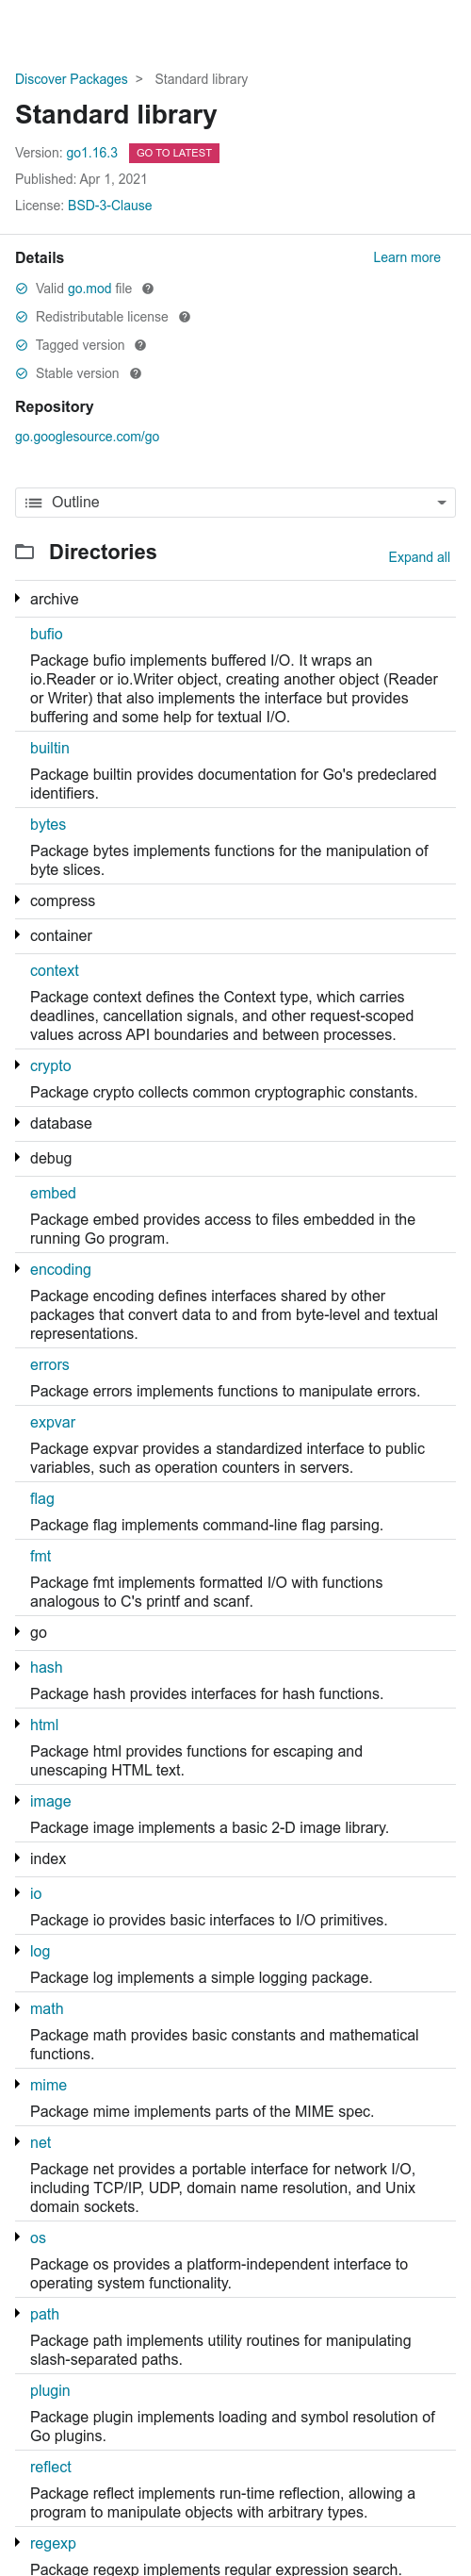 Discover Packages > Standard library
Standard library
Version: go1.16.3 GO TO LATEST
Published: Apr 1, 2021
License: BSD-3-Clause
Details Learn more
Valid go.mod file
Redistributable license
Tagged version
Stable version
Repository
go.googlesource.com/go
Outline
Directories Expand all
archive
bufio
Package bufio implements buffered I/O. It wraps an
io.Reader or io.Writer object, creating another object (Reader
or Writer) that also implements the interface but provides
buffering and some help for textual I/O.
builtin
Package builtin provides documentation for Go's predeclared
identifiers.
bytes
Package bytes implements functions for the manipulation of
byte slices.
compress
container
context
Package context defines the Context type, which carries
deadlines, cancellation signals, and other request-scoped
values across API boundaries and between processes.
crypto
Package crypto collects common cryptographic constants.
database
debug
embed
Package embed provides access to files embedded in the
running Go program.
encoding
Package encoding defines interfaces shared by other
packages that convert data to and from byte-level and textual
representations.
errors
Package errors implements functions to manipulate errors.
expvar
Package expvar provides a standardized interface to public
variables, such as operation counters in servers.
flag
Package flag implements command-line flag parsing.
fmt
Package fmt implements formatted I/O with functions
analogous to C's printf and scanf.
go
hash
Package hash provides interfaces for hash functions.
html
Package html provides functions for escaping and
unescaping HTML text.
image
Package image implements a basic 2-D image library.
index
io
Package io provides basic interfaces to I/O primitives.
log
Package log implements a simple logging package.
math
Package math provides basic constants and mathematical
functions.
mime
Package mime implements parts of the MIME spec.
net
Package net provides a portable interface for network I/O,
including TCP/IP, UDP, domain name resolution, and Unix
domain sockets.
os
Package os provides a platform-independent interface to
operating system functionality.
path
Package path implements utility routines for manipulating
slash-separated paths.
plugin
Package plugin implements loading and symbol resolution of
Go plugins.
reflect
Package reflect implements run-time reflection, allowing a
program to manipulate objects with arbitrary types.
regexp
Package regexp implements regular expression search.